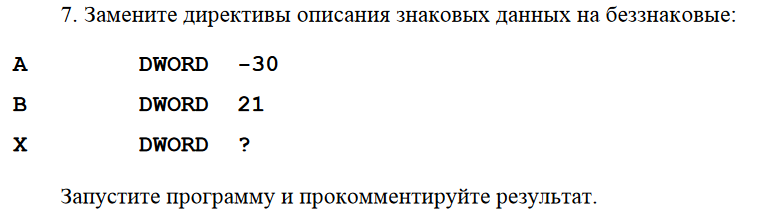 7. Замените директивы описания знаковых данных на беззнаковые:
A DWORD -30
B DWORD 21
X DWORD ?
Запустите программу и прокомментируйте результат.